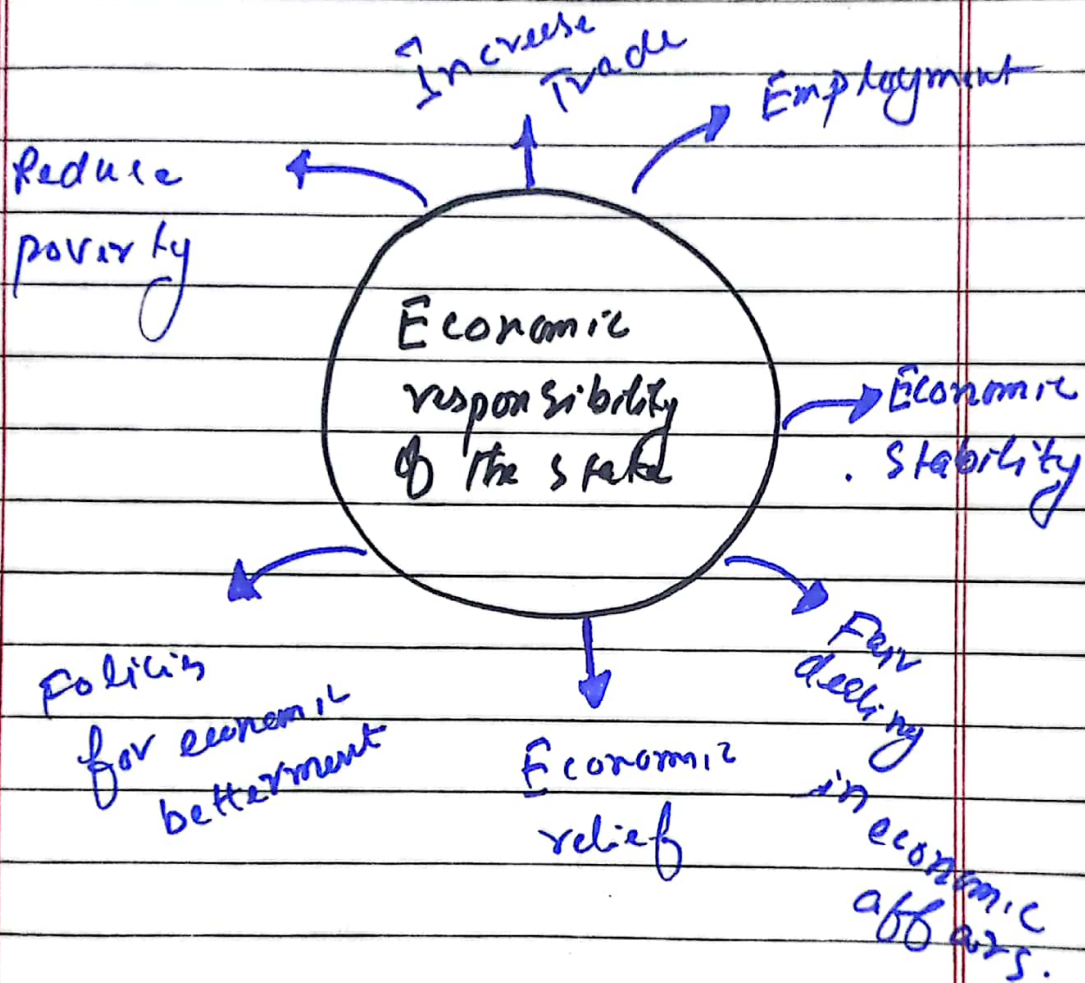 Increase
Trade
Employment
Reduce
poverty
Economic
responsibility
of the state
Economic
stability
Fair
dealing
in economic
affairs.
Economic
relief
Policies
for economic
betterment